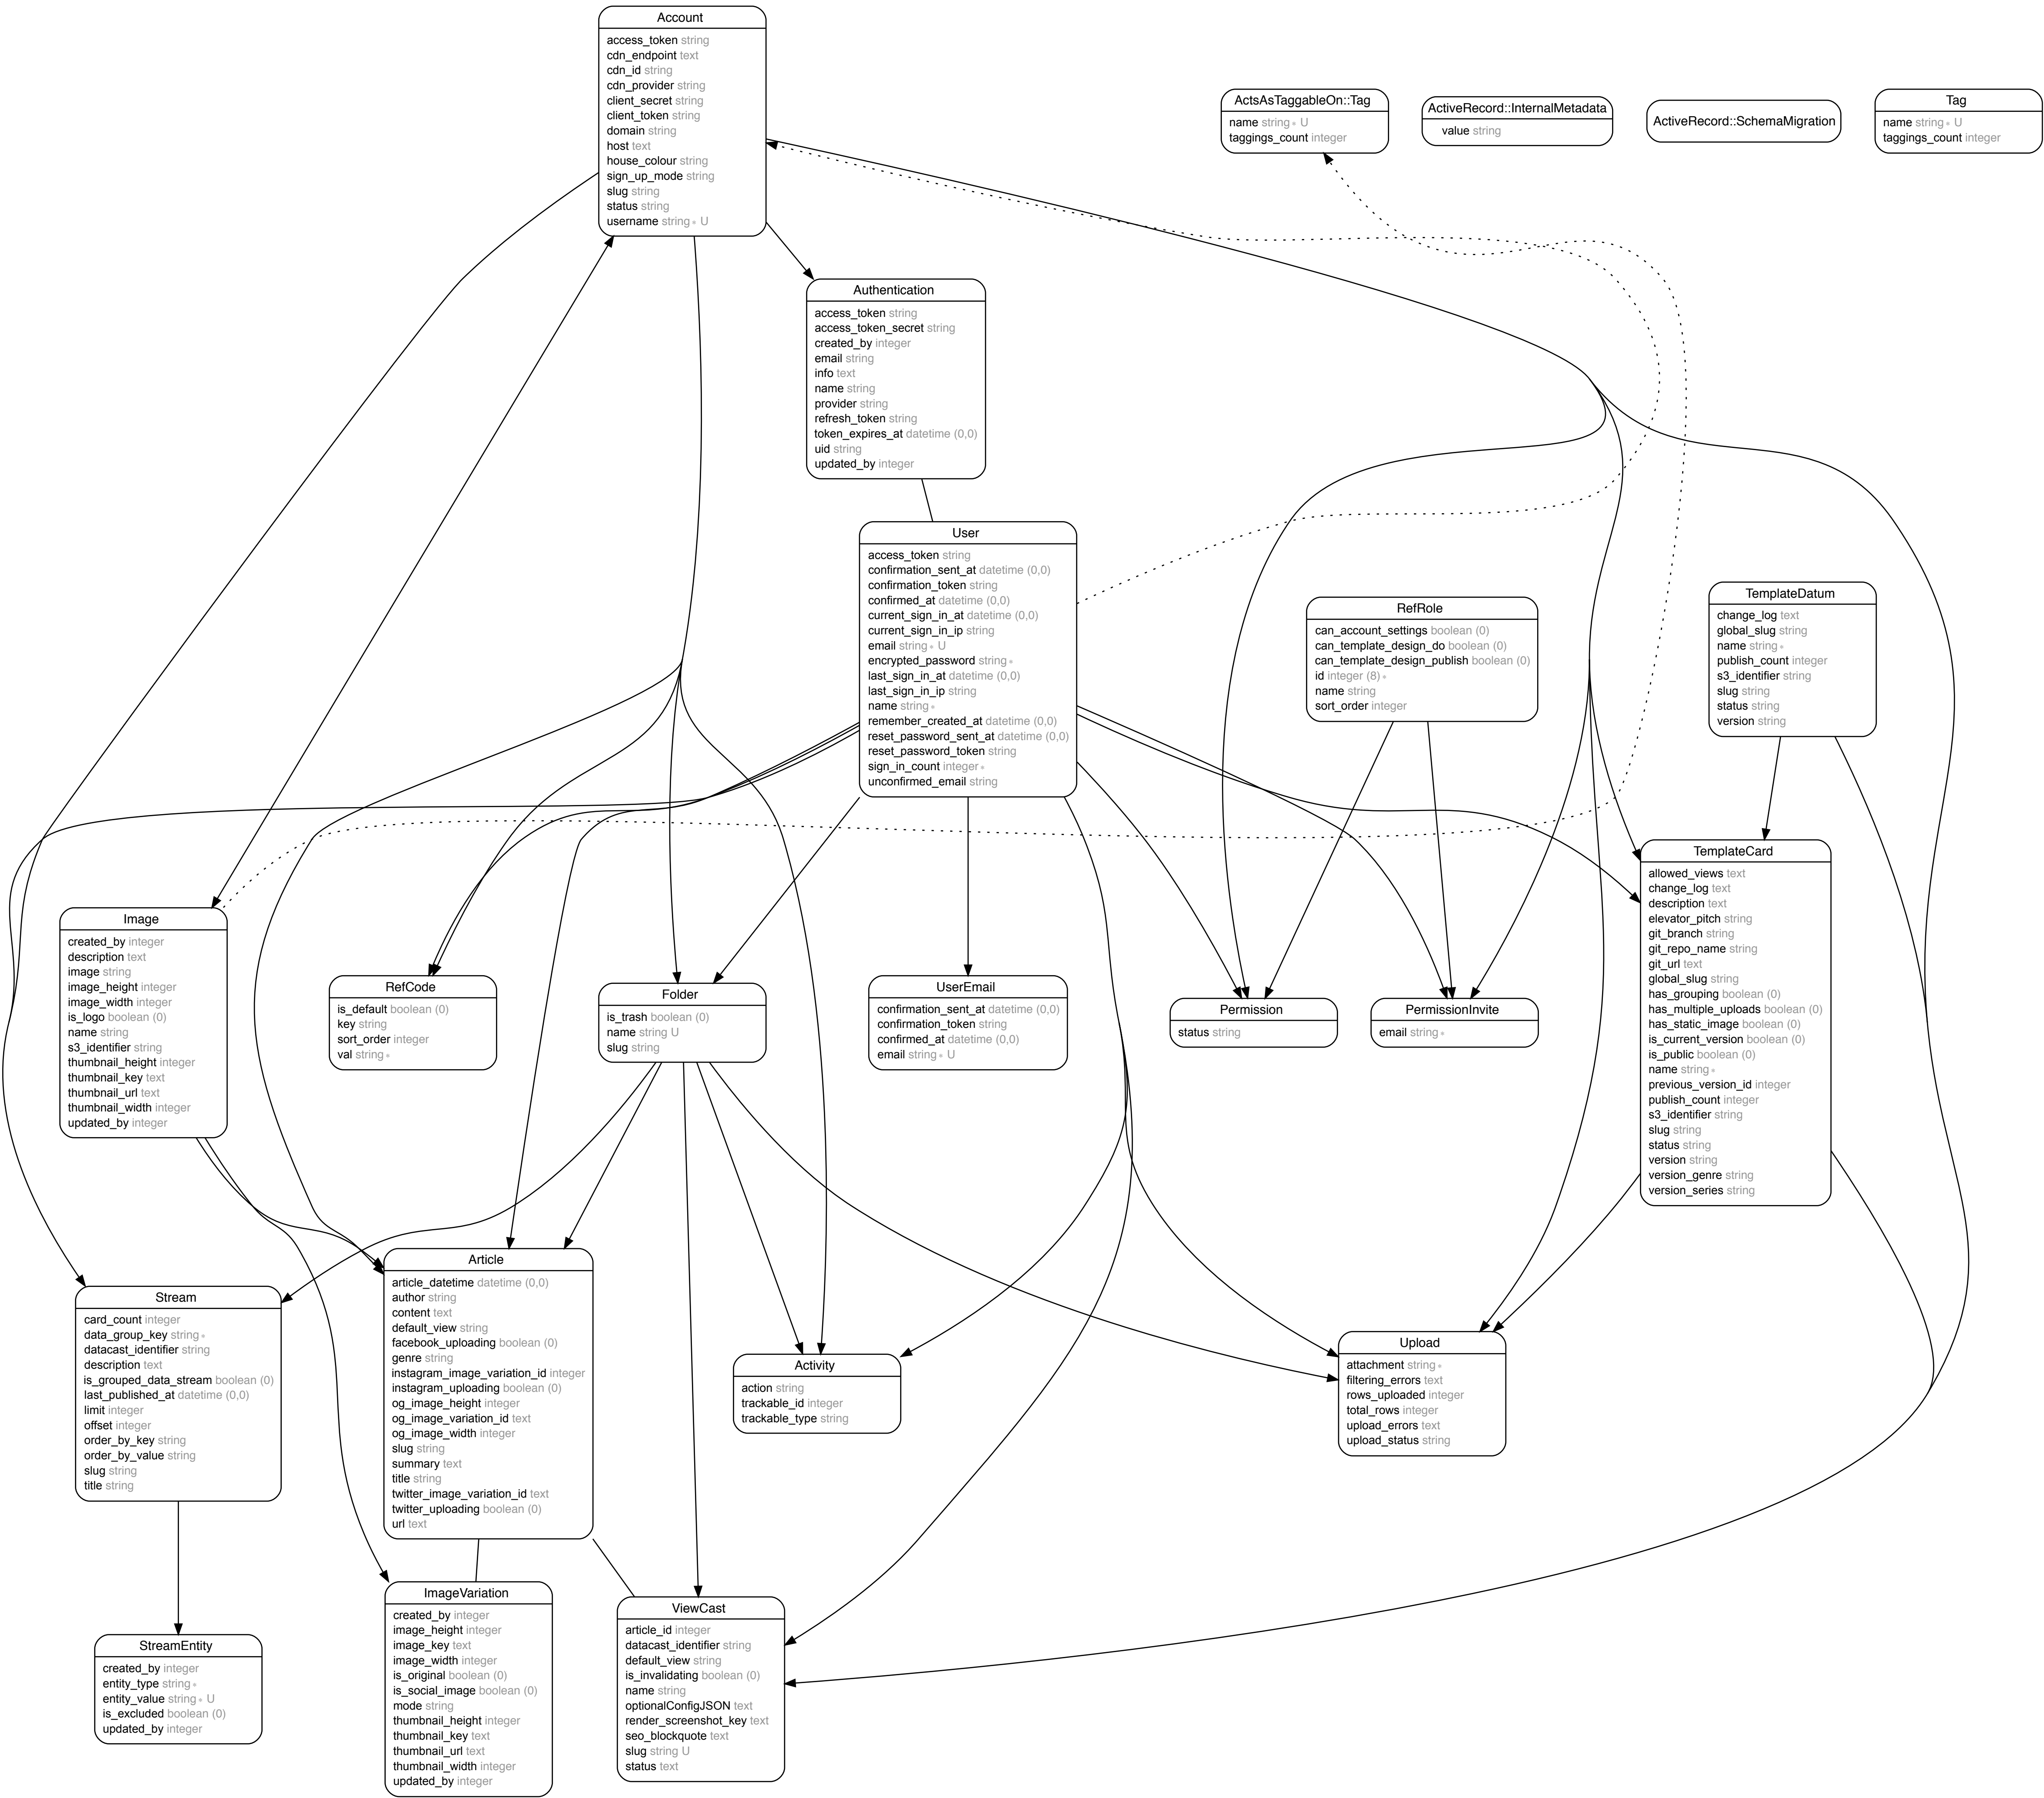 Account
access_token string
cdn_endpoint text
cdn_id string
cdn_provider string
client_secret string
client_token string
domain string
host text
house_colour string
sign_up_mode string
slug string
status string
username string∗ U
ActsAsTaggableOn::Tag
name string∗ U
taggings_count integer
ActiveRecord::InternalMetadata
value string
ActiveRecord::SchemaMigration
Tag
name string∗ U
taggings_count integer
Authentication
access_token string
access_token_secret string
created_by integer
email string
info text
name string
provider string
refresh_token string
token_expires_at datetime (0,0)
uid string
updated_by integer
User
access_token string
confirmation_sent_at datetime (0,0)
confirmation_token string
confirmed_at datetime (0,0)
current_sign_in_at datetime (0,0)
current_sign_in_ip string
email string∗ U
encrypted_password string∗
last_sign_in_at datetime (0,0)
last_sign_in_ip string
name string∗
remember_created_at datetime (0,0)
reset_password_sent_at datetime (0,0)
reset_password_token string
sign_in_count integer∗
unconfirmed_email string
RefRole
can_account_settings boolean (0)
can_template_design_do boolean (0)
can_template_design_publish boolean (0)
id integer (8)∗
name string
sort_order integer
TemplateDatum
change_log text
global_slug string
name string∗
publish_count integer
s3_identifier string
slug string
status string
version string
TemplateCard
allowed_views text
change_log text
description text
elevator_pitch string
git_branch string
git_repo_name string
git_url text
global_slug string
has_grouping boolean (0)
has_multiple_uploads boolean (0)
has_static_image boolean (0)
is_current_version boolean (0)
is_public boolean (0)
name string∗
previous_version_id integer
publish_count integer
s3_identifier string
slug string
status string
version string
version_genre string
version_series string
Image
created_by integer
description text
image string
image_height integer
image_width integer
is_logo boolean (0)
name string
s3_identifier string
thumbnail_height integer
thumbnail_key text
thumbnail_url text
thumbnail_width integer
updated_by integer
RefCode
is_default boolean (0)
key string
sort_order integer
val string∗
Folder
is_trash boolean (0)
name string U
slug string
UserEmail
confirmation_sent_at datetime (0,0)
confirmation_token string
confirmed_at datetime (0,0)
email string∗ U
Permission
status string
PermissionInvite
email string∗
Stream
card_count integer
data_group_key string∗
datacast_identifier string
description text
is_grouped_data_stream boolean (0)
last_published_at datetime (0,0)
limit integer
offset integer
order_by_key string
order_by_value string
slug string
title string
Article
article_datetime datetime (0,0)
author string
content text
default_view string
facebook_uploading boolean (0)
genre string
instagram_image_variation_id integer
instagram_uploading boolean (0)
og_image_height integer
og_image_variation_id text
og_image_width integer
slug string
summary text
title string
twitter_image_variation_id text
twitter_uploading boolean (0)
url text
Activity
action string
trackable_id integer
trackable_type string
Upload
attachment string∗
filtering_errors text
rows_uploaded integer
total_rows integer
upload_errors text
upload_status string
StreamEntity
created_by integer
entity_type string∗
entity_value string∗ U
is_excluded boolean (0)
updated_by integer
ImageVariation
created_by integer
image_height integer
image_key text
image_width integer
is_original boolean (0)
is_social_image boolean (0)
mode string
thumbnail_height integer
thumbnail_key text
thumbnail_url text
thumbnail_width integer
updated_by integer
ViewCast
article_id integer
datacast_identifier string
default_view string
is_invalidating boolean (0)
name string
optionalConfigJSON text
render_screenshot_key text
seo_blockquote text
slug string U
status text